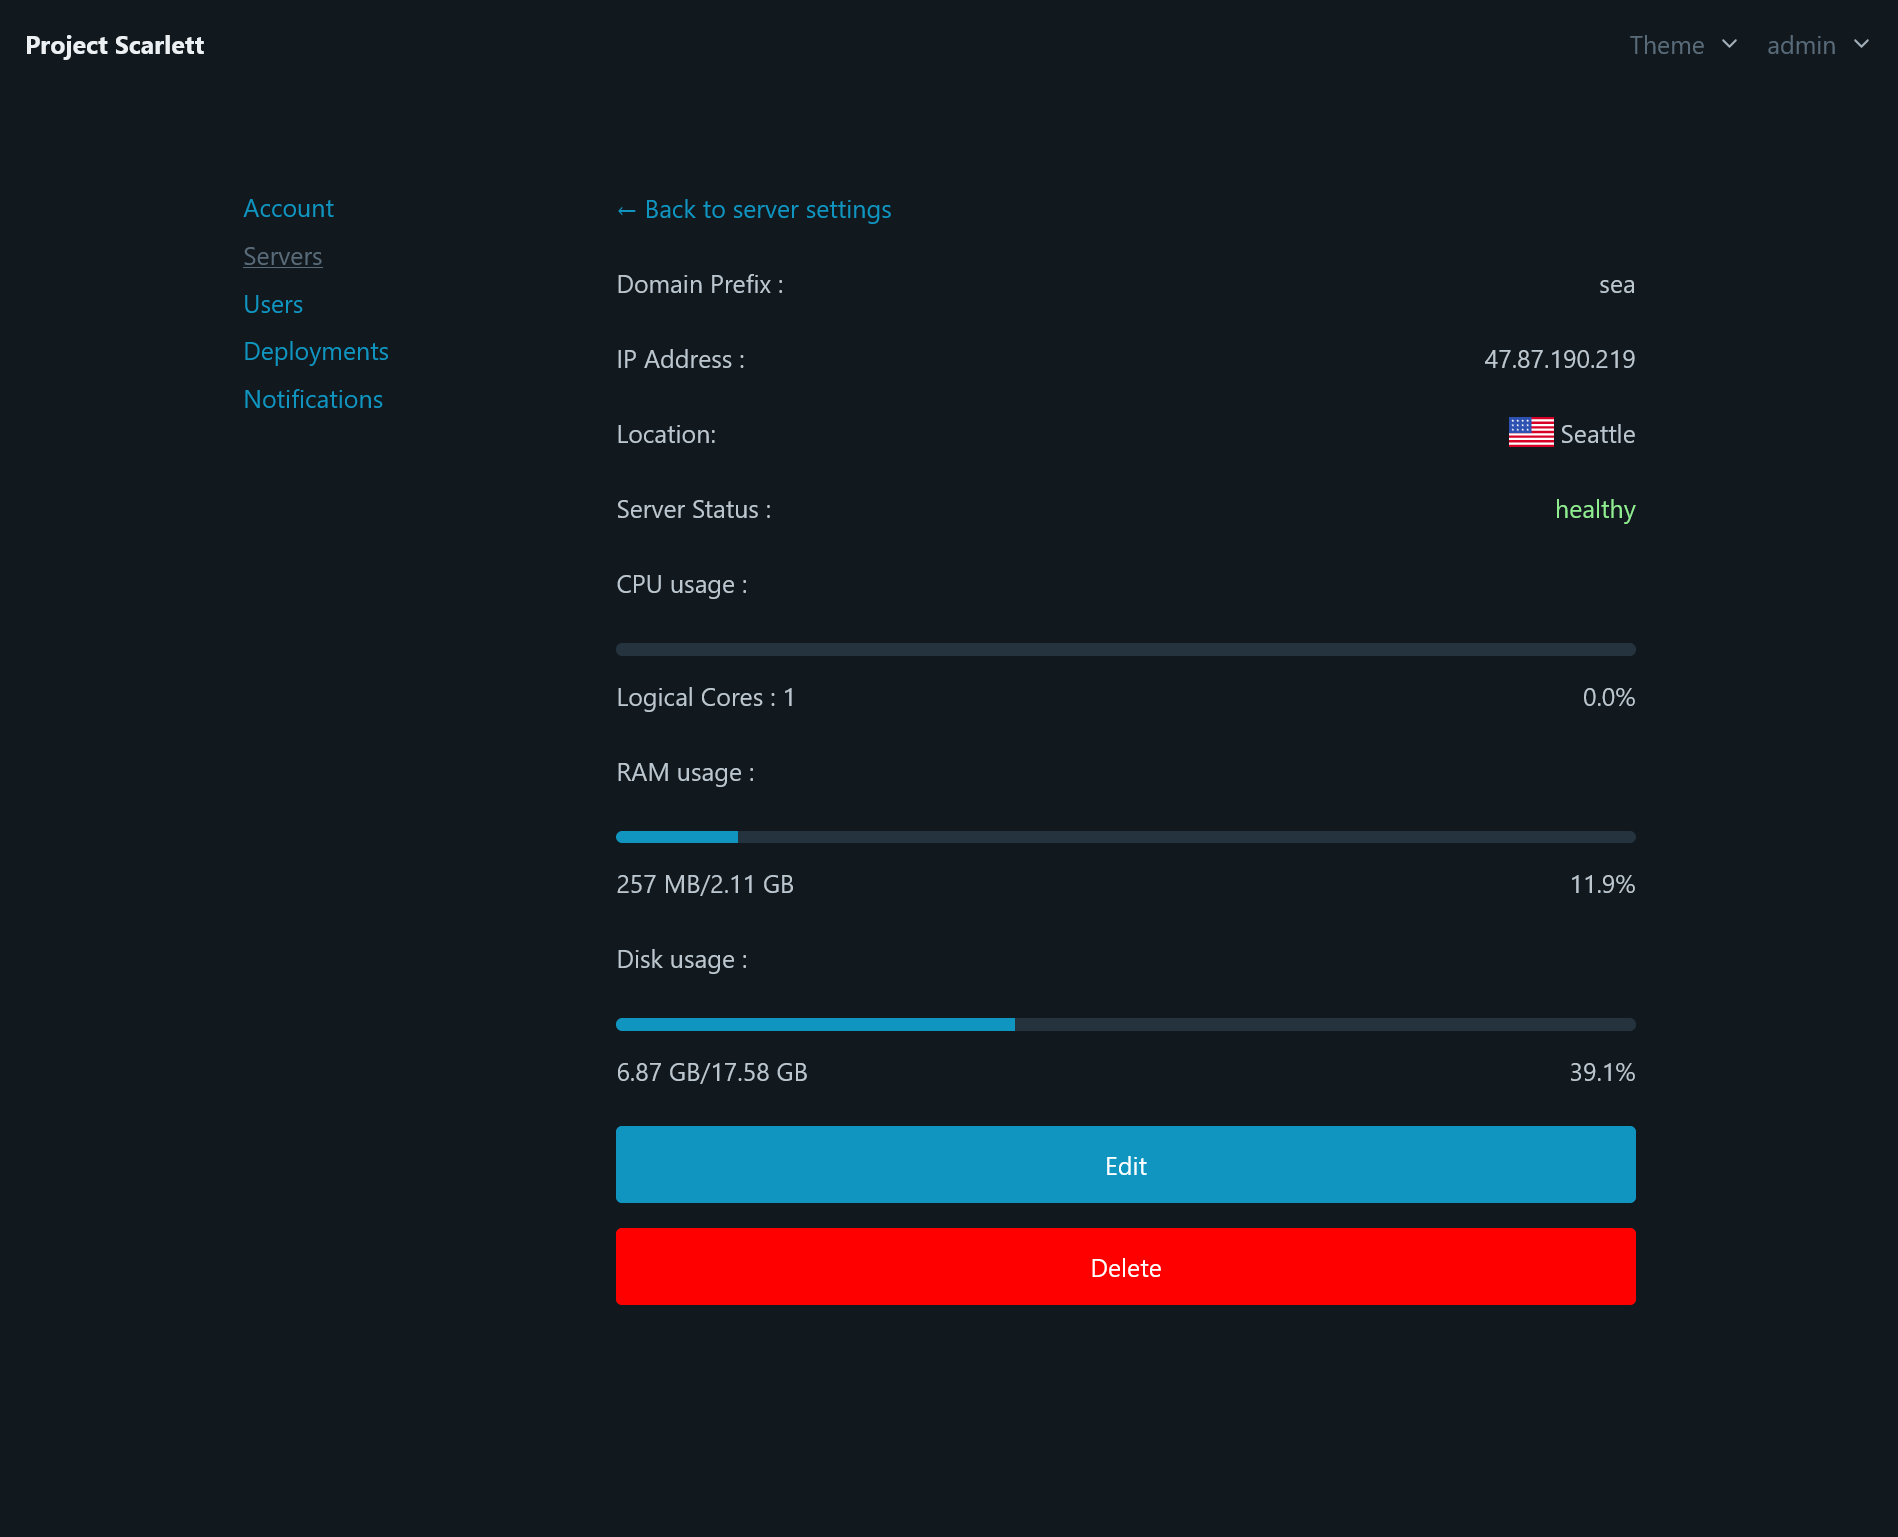 Project Scarlett
Theme
admin
Account
Servers
Users
Deployments
Notifications
← Back to server settings
Domain Prefix : sea
IP Address : 47.87.190.219
Location: Seattle
Server Status : healthy
CPU usage :
Logical Cores : 1 0.0%
RAM usage :
257 MB/2.11 GB 11.9%
Disk usage :
6.87 GB/17.58 GB 39.1%
Edit
Delete